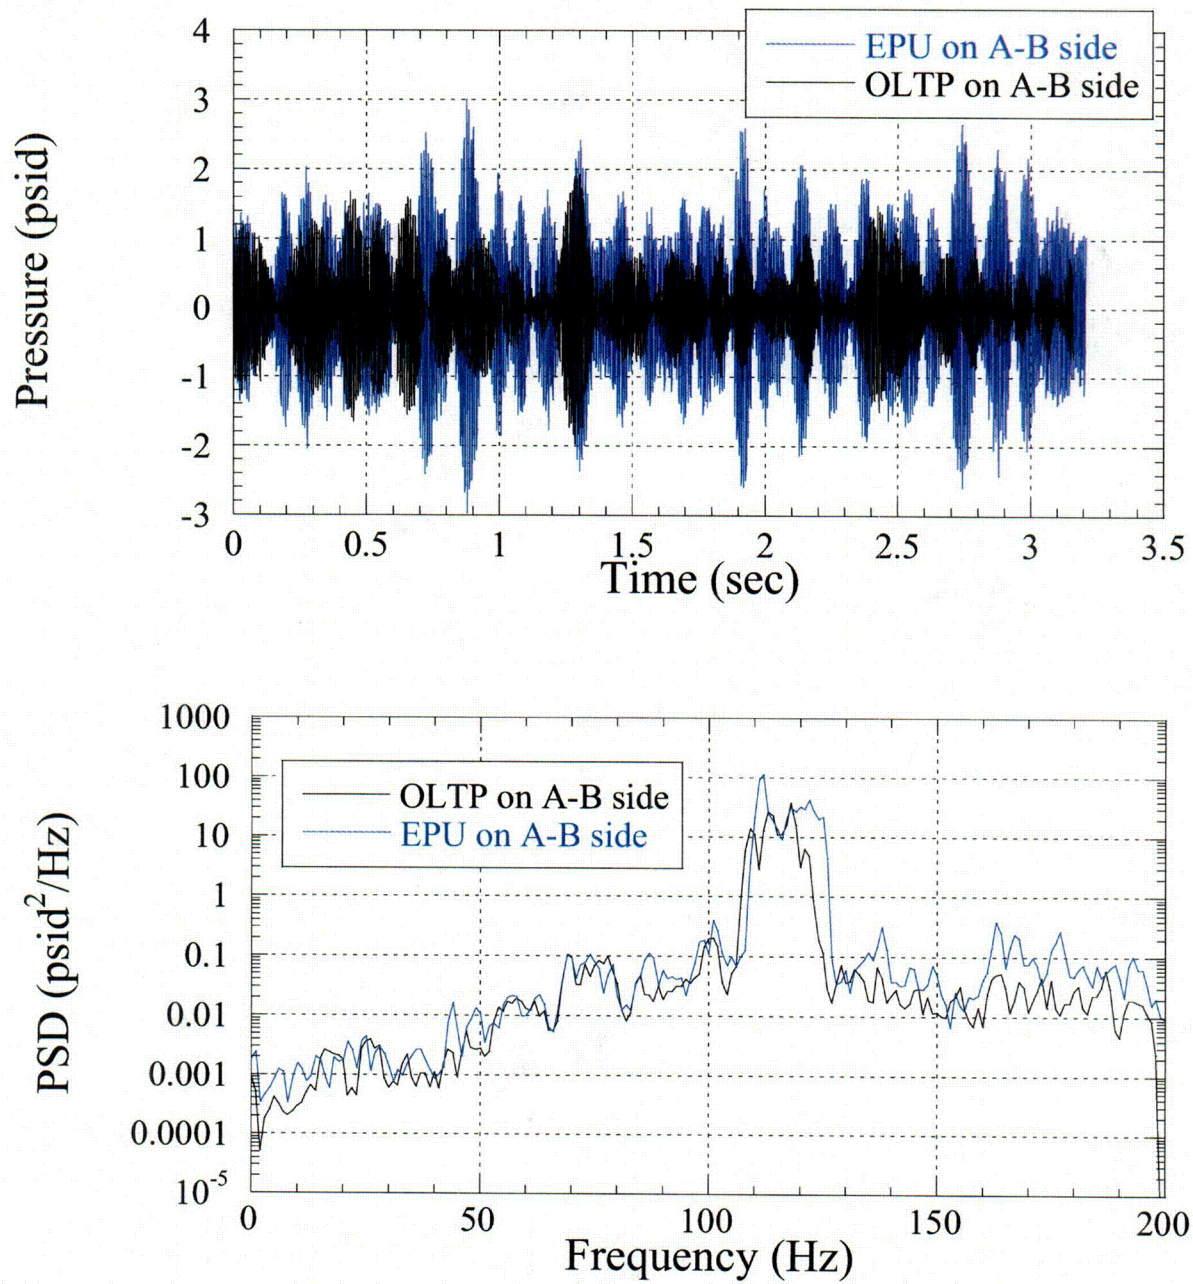 4
EPU on A-B side
3
OLTP on A-B side
2
1
0
-1
-2
-3
Pressure (psid)
0 0.5 1 1.5 2 2.5 3 3.5
Time (sec)
1000
100
OLTP on A-B side
10
EPU on A-B side
1
0.1
0.01
0.001
0.0001
10⁻⁵
PSD (psid²/Hz)
0 50 100 150 200
Frequency (Hz)